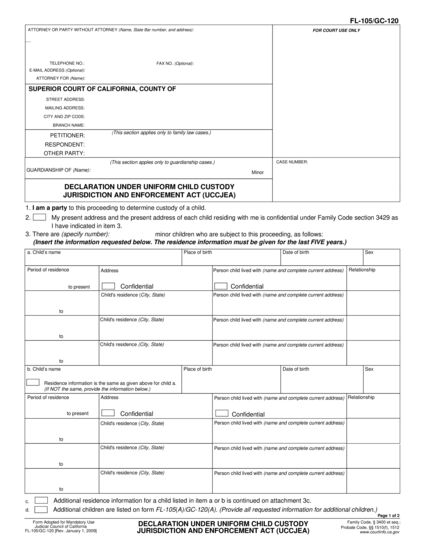 FL-105/GC-120
ATTORNEY OR PARTY WITHOUT ATTORNEY (Name, State Bar number, and address):
FOR COURT USE ONLY
TELEPHONE NO.: FAX NO. (Optional):
E-MAIL ADDRESS (Optional):
ATTORNEY FOR (Name):
SUPERIOR COURT OF CALIFORNIA, COUNTY OF
STREET ADDRESS:
MAILING ADDRESS:
CITY AND ZIP CODE:
BRANCH NAME:
(This section applies only to family law cases.)
PETITIONER:
RESPONDENT:
OTHER PARTY:
(This section apples only to guardianship cases.)
CASE NUMBER:
GUARDIANSHIP OF (Name): Minor
DECLARATION UNDER UNIFORM CHILD CUSTODY
JURISDICTION AND ENFORCEMENT ACT (UCCJEA)
1. I am a party to this proceeding to determine custody of a child.
2. My present address and the present address of each child residing with me is confidential under Family Code section 3429 as
I have indicated in item 3.
3. There are (specify number): minor children who are subject to this proceeding, as follows:
(Insert the information requested below. The residence information must be given for the last FIVE years.)
a. Child's name Place of birth Date of birth Sex
Period of residence Address Person child lived with (name and complete current address) Relationship
to present Confidential Confidential
Child's residence (City, State) Person child lived with (name and complete current address)
to
Child's residence (City, State) Person child lived with (name and complete current address)
to
Child's residence (City, State) Person child lived with (name and complete current address)
to
b. Child's name Place of birth Date of birth Sex
Residence information is the same as given above for child a.
(If NOT the same, provide the information below.)
Period of residence Address Person child lived with (name and complete current address) Relationship
to present Confidential Confidential
Child's residence (City, State) Person child lived with (name and complete current address)
to
Child's residence (City, State) Person child lived with (name and complete current address)
to
Child's residence (City, State) Person child lived with (name and complete current address)
to
c. Additional residence information for a child listed in item a or b is continued on attachment 3c.
d. Additional children are listed on form FL-105(A)/GC-120(A). (Provide all requested information for additional children.)
Page 1 of 2
Form Adopted for Mandatory Use
Judicial Council of California
FL-105/GC-120 [Rev. January 1, 2009]
DECLARATION UNDER UNIFORM CHILD CUSTODY
JURISDICTION AND ENFORCEMENT ACT (UCCJEA)
Family Code, § 3400 et seq.;
Probate Code, §§ 1510(f), 1512
www.courtinfo.ca.gov